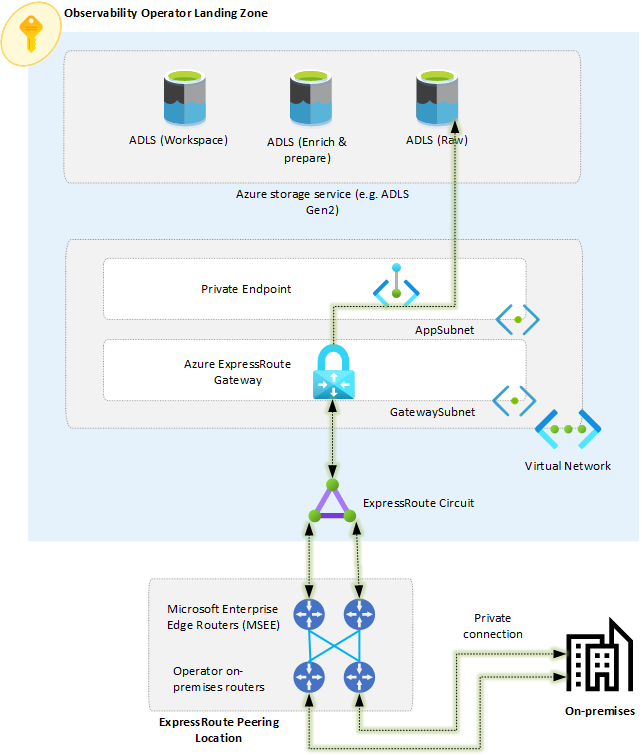 Observability Operator Landing Zone
ADLS (Workspace)
ADLS (Enrich &
prepare)
ADLS (Raw)
Azure storage service (e.g. ADLS
Gen2)
Private Endpoint
AppSubnet
Azure ExpressRoute
Gateway
GatewaySubnet
Virtual Network
ExpressRoute Circuit
Microsoft Enterprise
Edge Routers (MSEE)
Private
connection
Operator on-
premises routers
On-premises
ExpressRoute Peering
Location